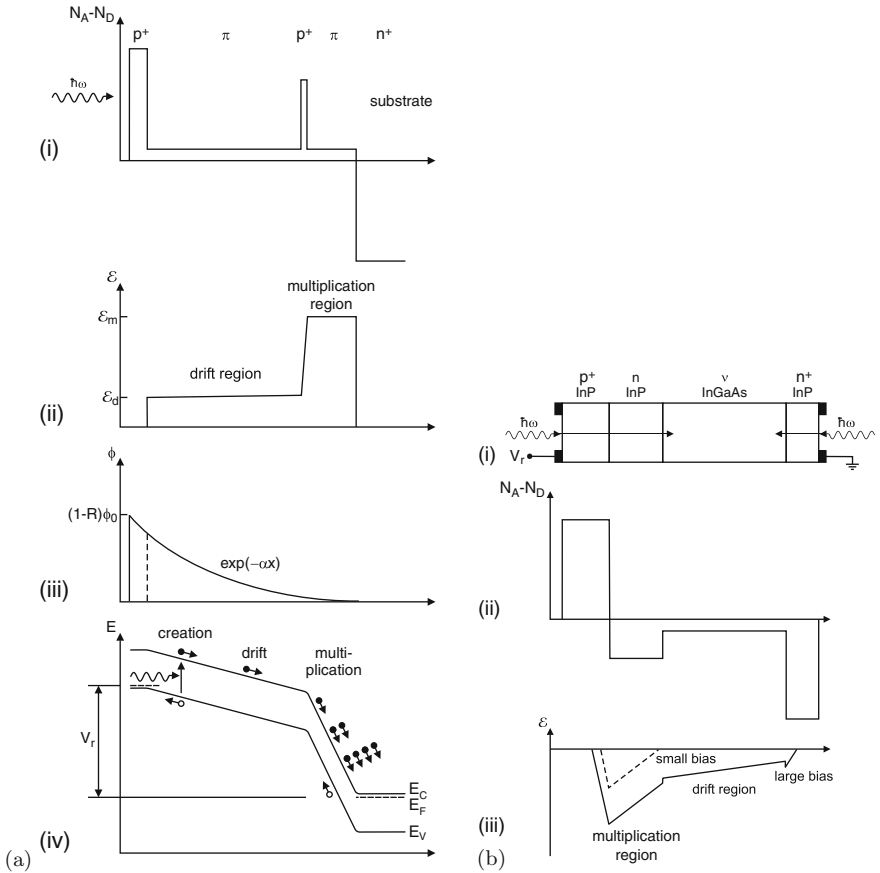 N_A-N_D
p⁺ π p⁺ π n⁺
ħω
substrate
(i)
ℰ
multiplication
region
ℰ_m
drift region
ℰ_d
(ii)
ϕ
(1-R)ϕ₀
exp(−αx)
(iii)
E
creation
drift
multi-
plication
V_r
E_C
E_F
E_V
(iv)
(a)
p⁺ n ν n⁺
InP InP InGaAs InP
ħω ħω
(i)
V_r
N_A-N_D
(ii)
ℰ
small bias
large bias
drift region
(iii)
multiplication
region
(b)